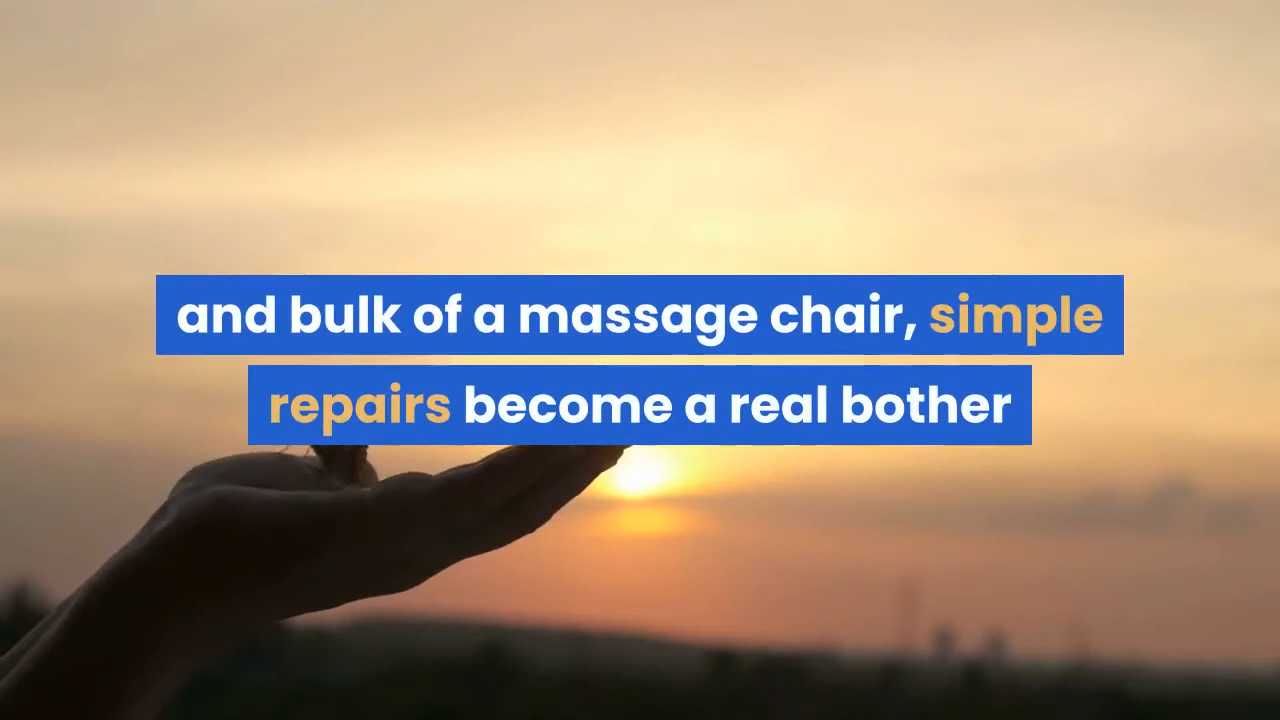 and bulk of a massage chair, simple
repairs become a real bother